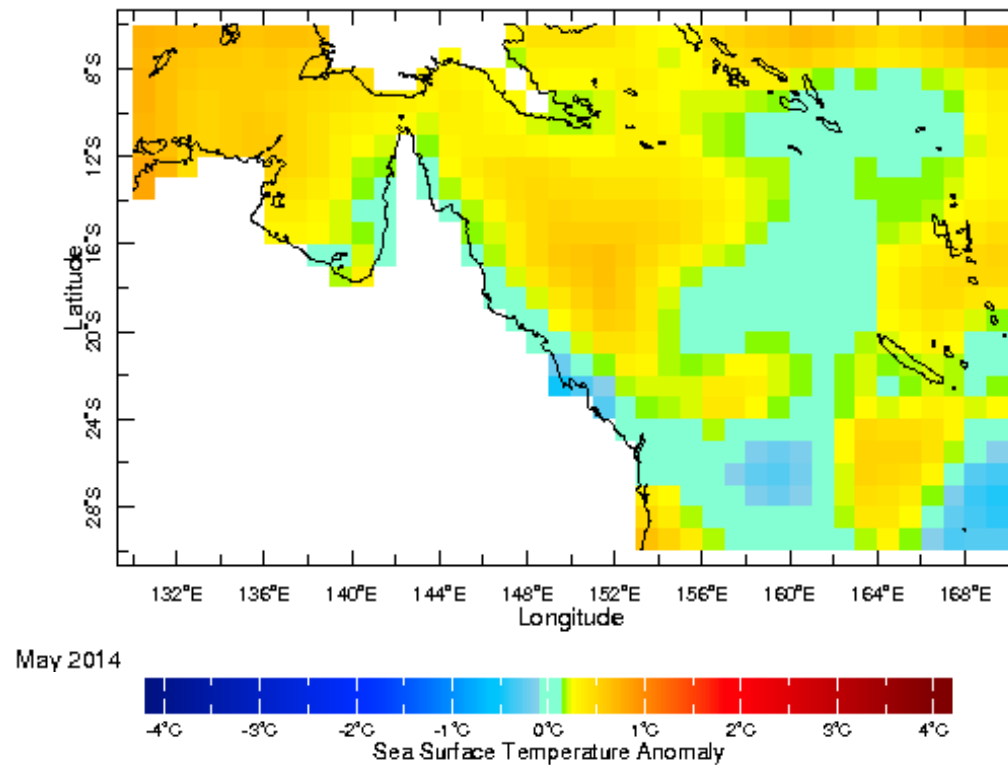 8°S
12°S
16°S
20°S
24°S
28°S
Latitude
132°E 136°E 140°E 144°E 148°E 152°E 156°E 160°E 164°E 168°E
Longitude
May 2014
-4°C -3°C -2°C -1°C 0°C 1°C 2°C 3°C 4°C
Sea Surface Temperature Anomaly